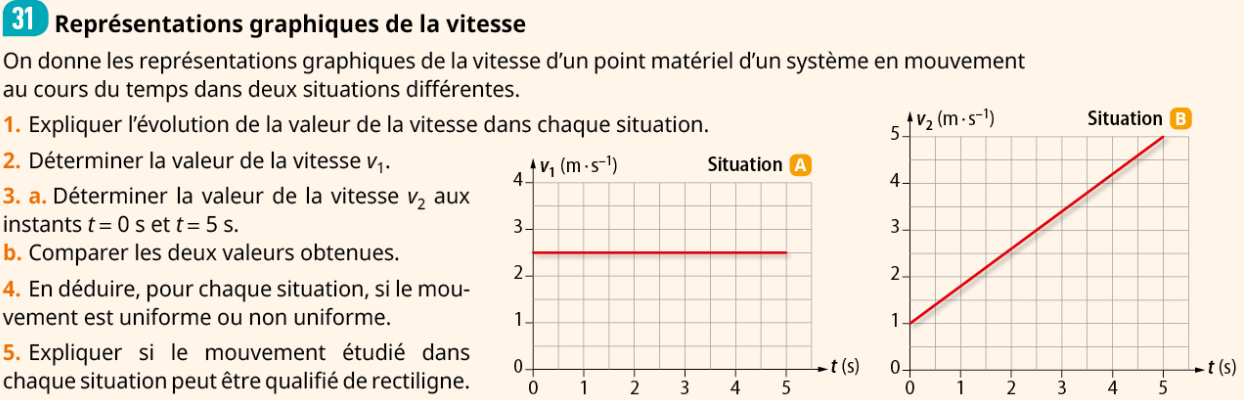 31 Représentations graphiques de la vitesse
On donne les représentations graphiques de la vitesse d'un point matériel d'un système en mouvement
au cours du temps dans deux situations différentes.
1. Expliquer l'évolution de la valeur de la vitesse dans chaque situation.
2. Déterminer la valeur de la vitesse v₁.
3. a. Déterminer la valeur de la vitesse v₂ aux
instants t = 0 s et t = 5 s.
b. Comparer les deux valeurs obtenues.
4. En déduire, pour chaque situation, si le mou-
vement est uniforme ou non uniforme.
5. Expliquer si le mouvement étudié dans
chaque situation peut être qualifié de rectiligne.
v₁ (m·s⁻¹) Situation A
4
3
2
1
0
0 1 2 3 4 5 t (s)
v₂ (m·s⁻¹) Situation B
5
4
3
2
1
0
0 1 2 3 4 5 t (s)